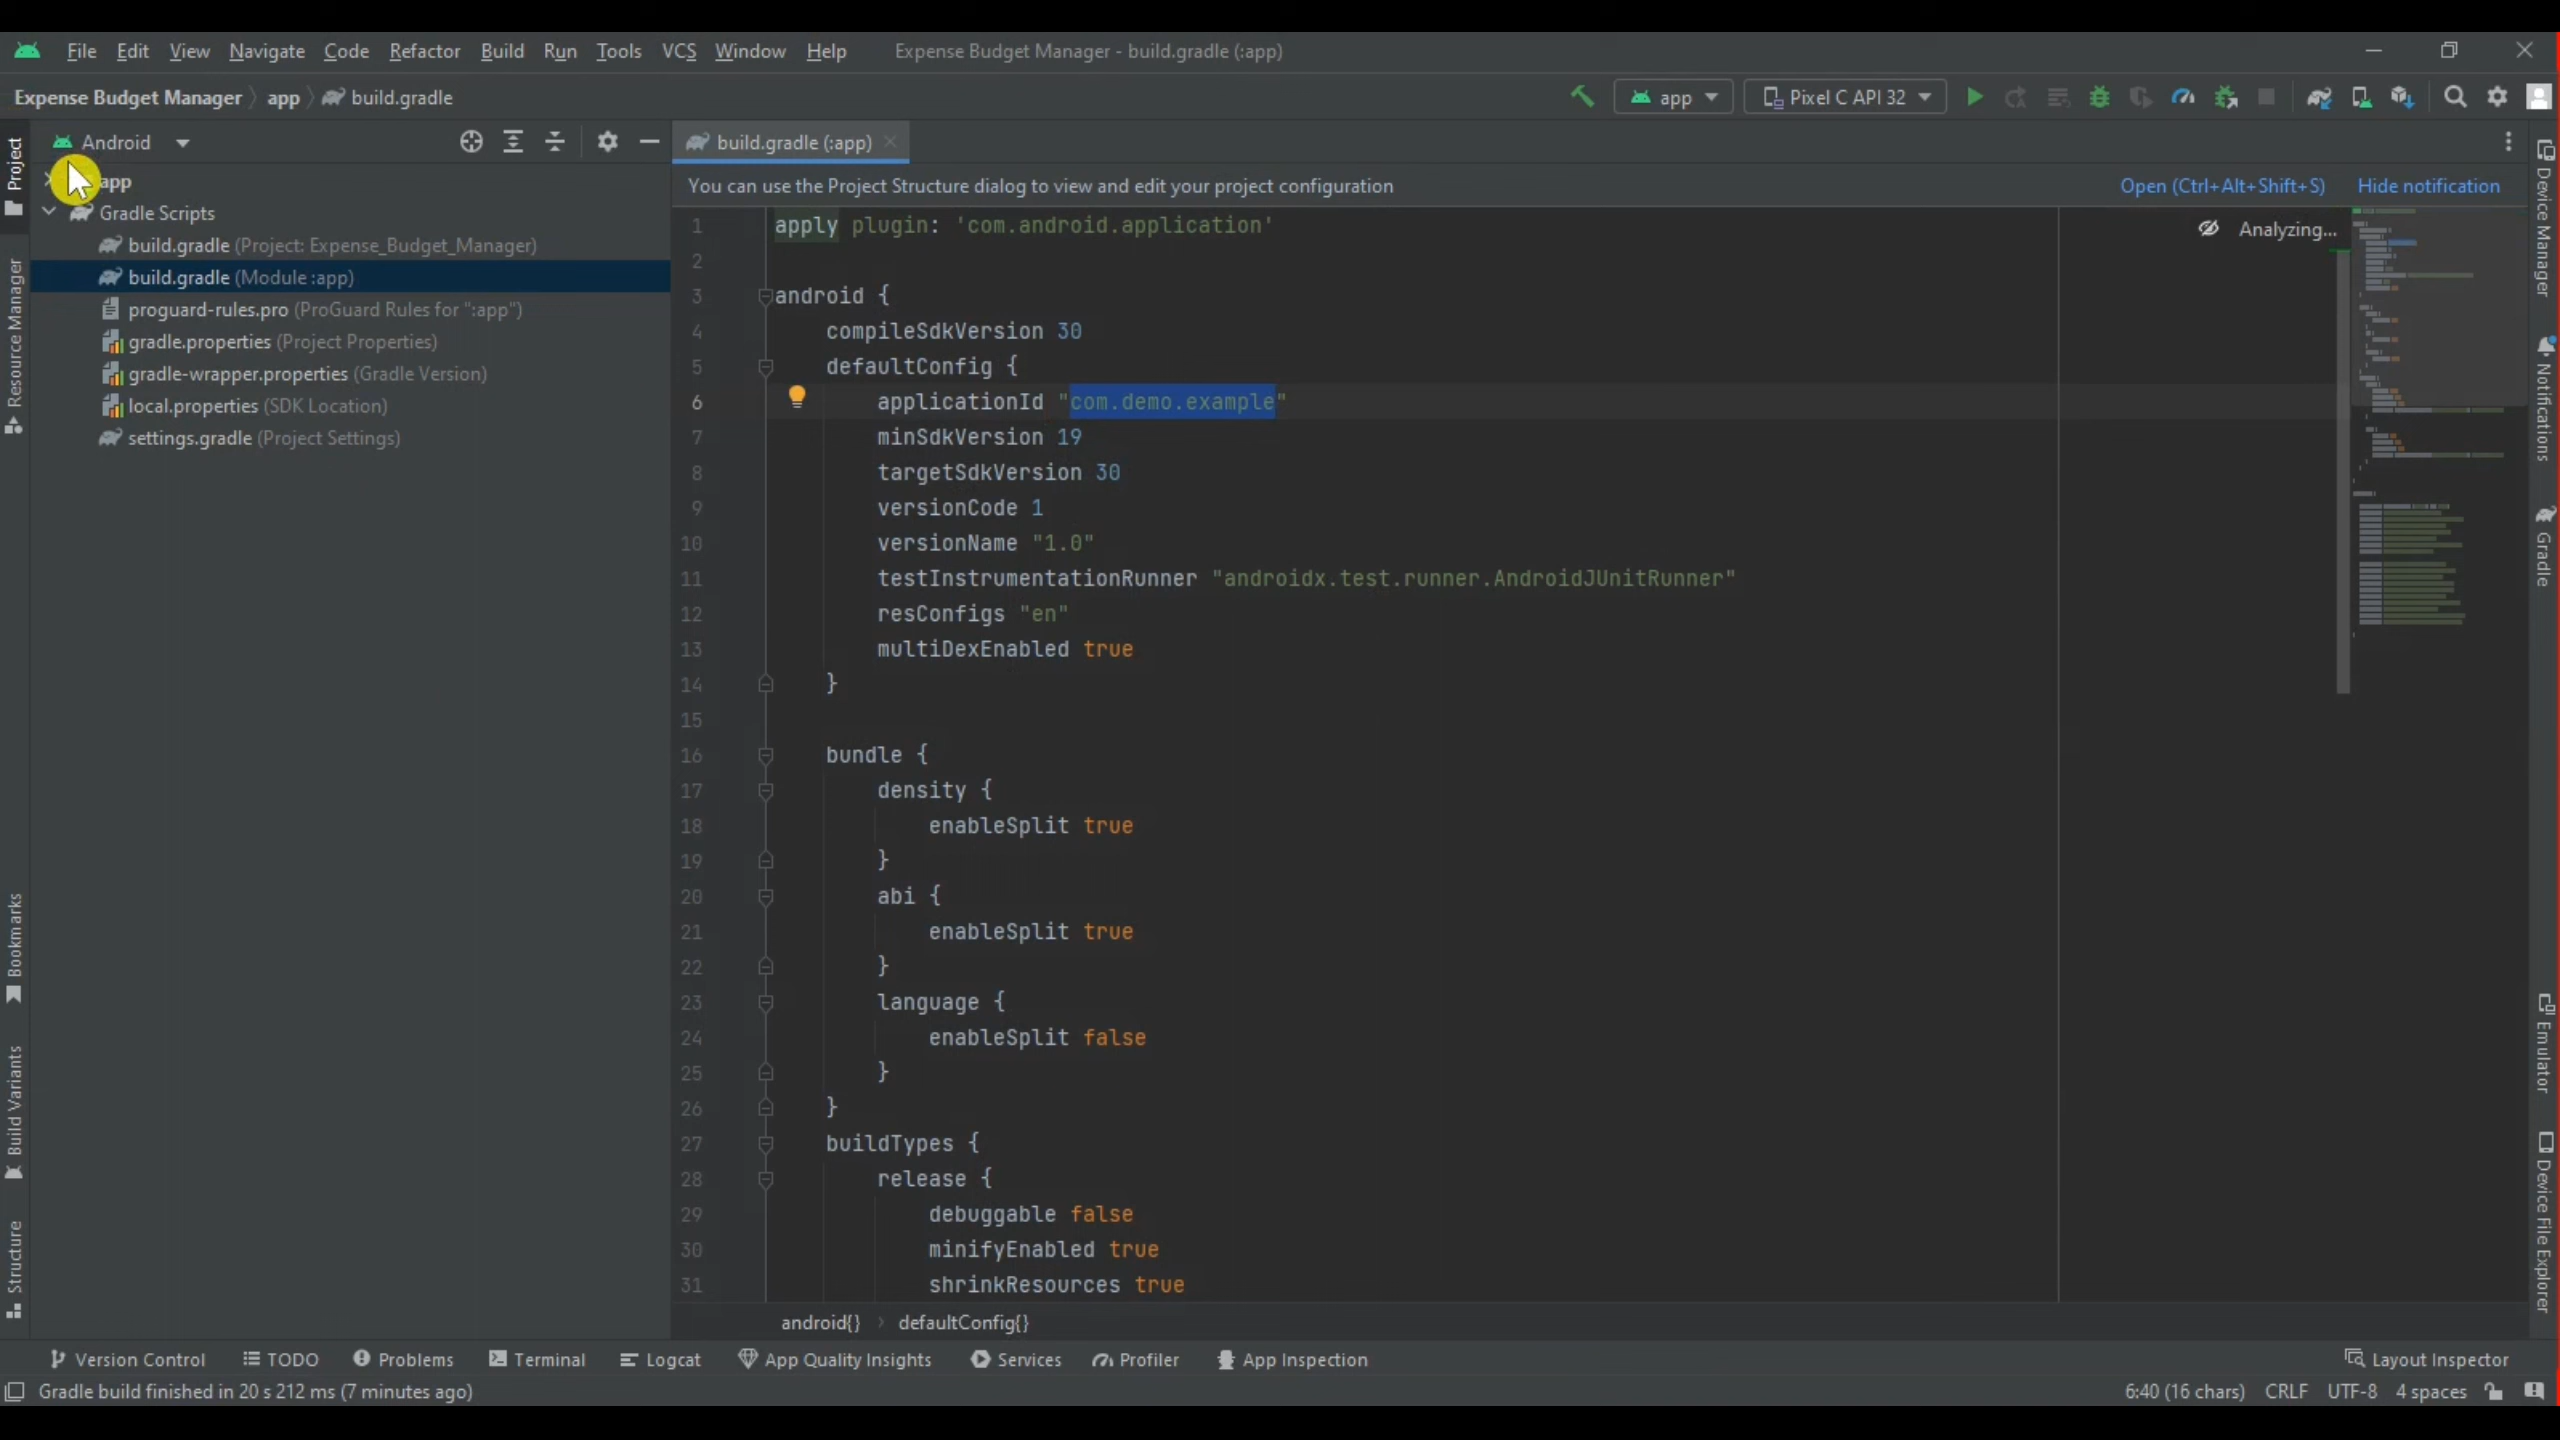 File Edit View Navigate Code Refactor Build Run Tools VCS Window Help Expense Budget Manager - build.gradle (:app)
Expense Budget Manager app build.gradle app Pixel C API 32
Android
build.gradle (:app)
app
You can use the Project Structure dialog to view and edit your project configuration Open (Ctrl+Alt+Shift+S) Hide notification
Gradle Scripts
build.gradle (Project: Expense_Budget_Manager)
build.gradle (Module :app)
proguard-rules.pro (ProGuard Rules for ":app")
gradle.properties (Project Properties)
gradle-wrapper.properties (Gradle Version)
local.properties (SDK Location)
settings.gradle (Project Settings)
Analyzing...
1 apply plugin: 'com.android.application'
2
3 android {
4 compileSdkVersion 30
5 defaultConfig {
6 applicationId "com.demo.example"
7 minSdkVersion 19
8 targetSdkVersion 30
9 versionCode 1
10 versionName "1.0"
11 testInstrumentationRunner "androidx.test.runner.AndroidJUnitRunner"
12 resConfigs "en"
13 multiDexEnabled true
14 }
15
16 bundle {
17 density {
18 enableSplit true
19 }
20 abi {
21 enableSplit true
22 }
23 language {
24 enableSplit false
25 }
26 }
27 buildTypes {
28 release {
29 debuggable false
30 minifyEnabled true
31 shrinkResources true
android{} defaultConfig{}
Project
Resource Manager
Bookmarks
Build Variants
Structure
Device Manager
Notifications
Gradle
Emulator
Device File Explorer
Version Control TODO Problems Terminal Logcat App Quality Insights Services Profiler App Inspection Layout Inspector
Gradle build finished in 20 s 212 ms (7 minutes ago) 6:40 (16 chars) CRLF UTF-8 4 spaces